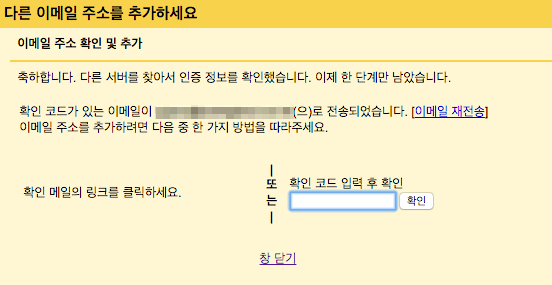 다른 이메일 주소를 추가하세요
이메일 주소 확인 및 추가
축하합니다. 다른 서버를 찾아서 인증 정보를 확인했습니다. 이제 한 단계만 남았습니다.
확인 코드가 있는 이메일이 (으)로 전송되었습니다. [이메일 재전송]
이메일 주소를 추가하려면 다음 중 한 가지 방법을 따라주세요.
확인 메일의 링크를 클릭하세요.
|
또
는
|
확인 코드 입력 후 확인
확인
창 닫기